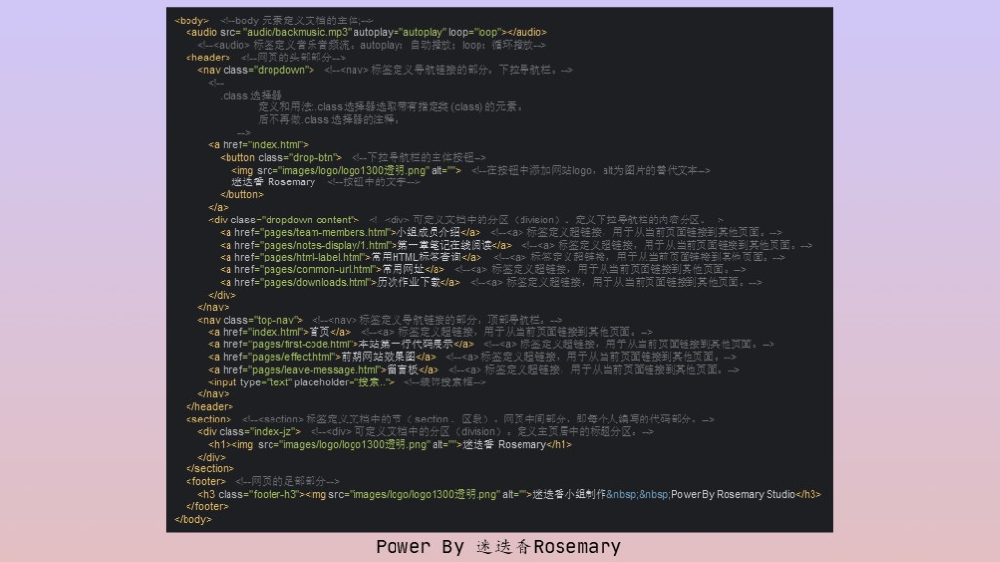 <body>  <!--body 元素定义文档的主体;-->
<audio src= "audio/backmusic.mp3" autoplay="autoplay" loop="loop"></audio>
<!--<audio> 标签定义音乐音频流。autoplay: 自动播放; loop: 循环播放-->
<header>  <!--网页的头部部分-->
<nav class="dropdown">  <!--<nav> 标签定义导航链接的部分。下拉导航栏。-->
<!--
.class 选择器
定义和用法:.class 选择器选取带有指定类 (class) 的元素。
后不再做 .class 选择器的注释。
-->
<a href="index.html">
<button class="drop-btn">  <!--下拉导航栏的主体按钮-->
<img src="images/logo/logo1300透明.png" alt="">  <!--在按钮中添加网站logo, alt为图片的替代文本-->
迷迭香 Rosemary  <!--按钮中的文字-->
</button>
</a>
<div class="dropdown-content">  <!--<div> 可定义文档中的分区（division）。定义下拉导航栏的内容分区。-->
<a href="pages/team-members.html">小组成员介绍</a>  <!--<a> 标签定义超链接，用于从当前页面链接到其他页面。-->
<a href="pages/notes-display/1.html">第一章笔记在线阅读</a>  <!--<a> 标签定义超链接，用于从当前页面链接到其他页面。-->
<a href="pages/html-label.html">常用HTML标签查询</a>  <!--<a> 标签定义超链接，用于从当前页面链接到其他页面。-->
<a href="pages/common-url.html">常用网址</a>  <!--<a> 标签定义超链接，用于从当前页面链接到其他页面。-->
<a href="pages/downloads.html">历次作业下载</a>  <!--<a> 标签定义超链接，用于从当前页面链接到其他页面。-->
</div>
</nav>
<nav class="top-nav">  <!--<nav> 标签定义导航链接的部分。顶部导航栏。-->
<a href="index.html">首页</a>  <!--<a> 标签定义超链接，用于从当前页面链接到其他页面。-->
<a href="pages/first-code.html">本站第一行代码展示</a>  <!--<a> 标签定义超链接，用于从当前页面链接到其他页面。-->
<a href="pages/effect.html">前期网站效果图</a>  <!--<a> 标签定义超链接，用于从当前页面链接到其他页面。-->
<a href="pages/leave-message.html">留言板</a>  <!--<a> 标签定义超链接，用于从当前页面链接到其他页面。-->
<input type="text" placeholder="搜索..">  <!--装饰搜索框-->
</nav>
</header>
<section>  <!--<section> 标签定义文档中的节（ section 、区段）。网页中间部分，即每个人编写的代码部分。-->
<div class="index-jz">  <!--<div> 可定义文档中的分区（division）。定义主页居中的标题分区。-->
<h1><img src="images/logo/logo1300透明.png" alt="">迷迭香 Rosemary</h1>
</div>
</section>
<footer>  <!--网页的足部部分-->
<h3 class="footer-h3"><img src="images/logo/logo1300透明.png" alt="">迷迭香小组制作&nbsp;&nbsp;Power By Rosemary Studio</h3>
</footer>
</body>
Power By 迷迭香Rosemary